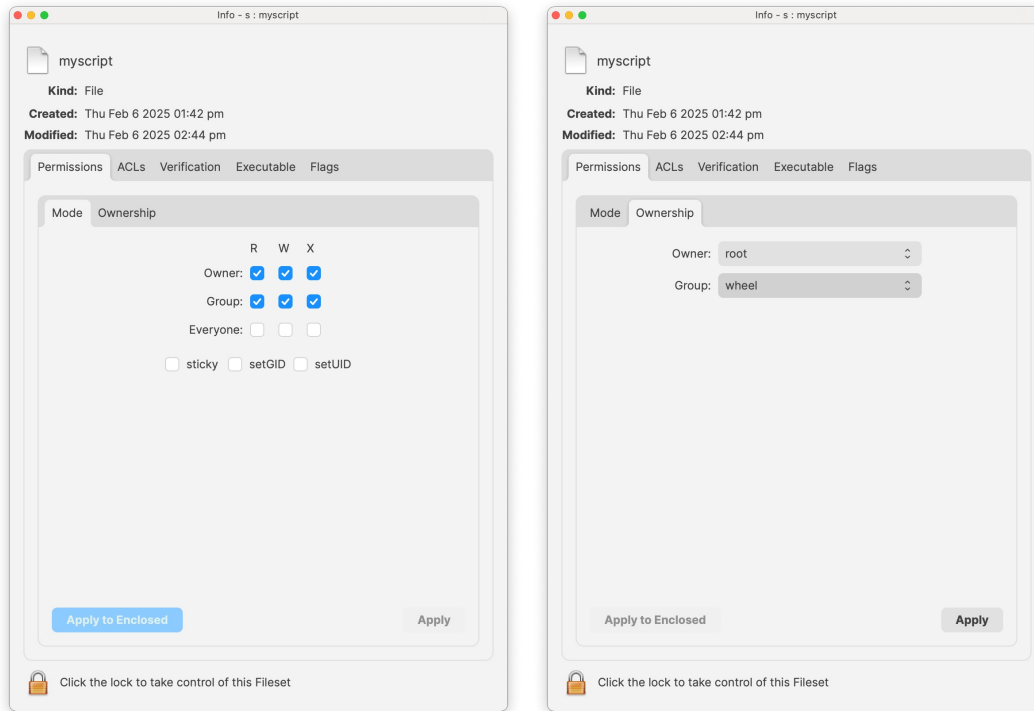 Info - s : myscript
myscript
Kind: File
Created: Thu Feb 6 2025 01:42 pm
Modified: Thu Feb 6 2025 02:44 pm
Permissions ACLs Verification Executable Flags
Mode Ownership
R W X
Owner:
Group:
Everyone:
sticky setGID setUID
Apply to Enclosed Apply
Click the lock to take control of this Fileset
Info - s : myscript
myscript
Kind: File
Created: Thu Feb 6 2025 01:42 pm
Modified: Thu Feb 6 2025 02:44 pm
Permissions ACLs Verification Executable Flags
Mode Ownership
Owner: root
Group: wheel
Apply to Enclosed Apply
Click the lock to take control of this Fileset